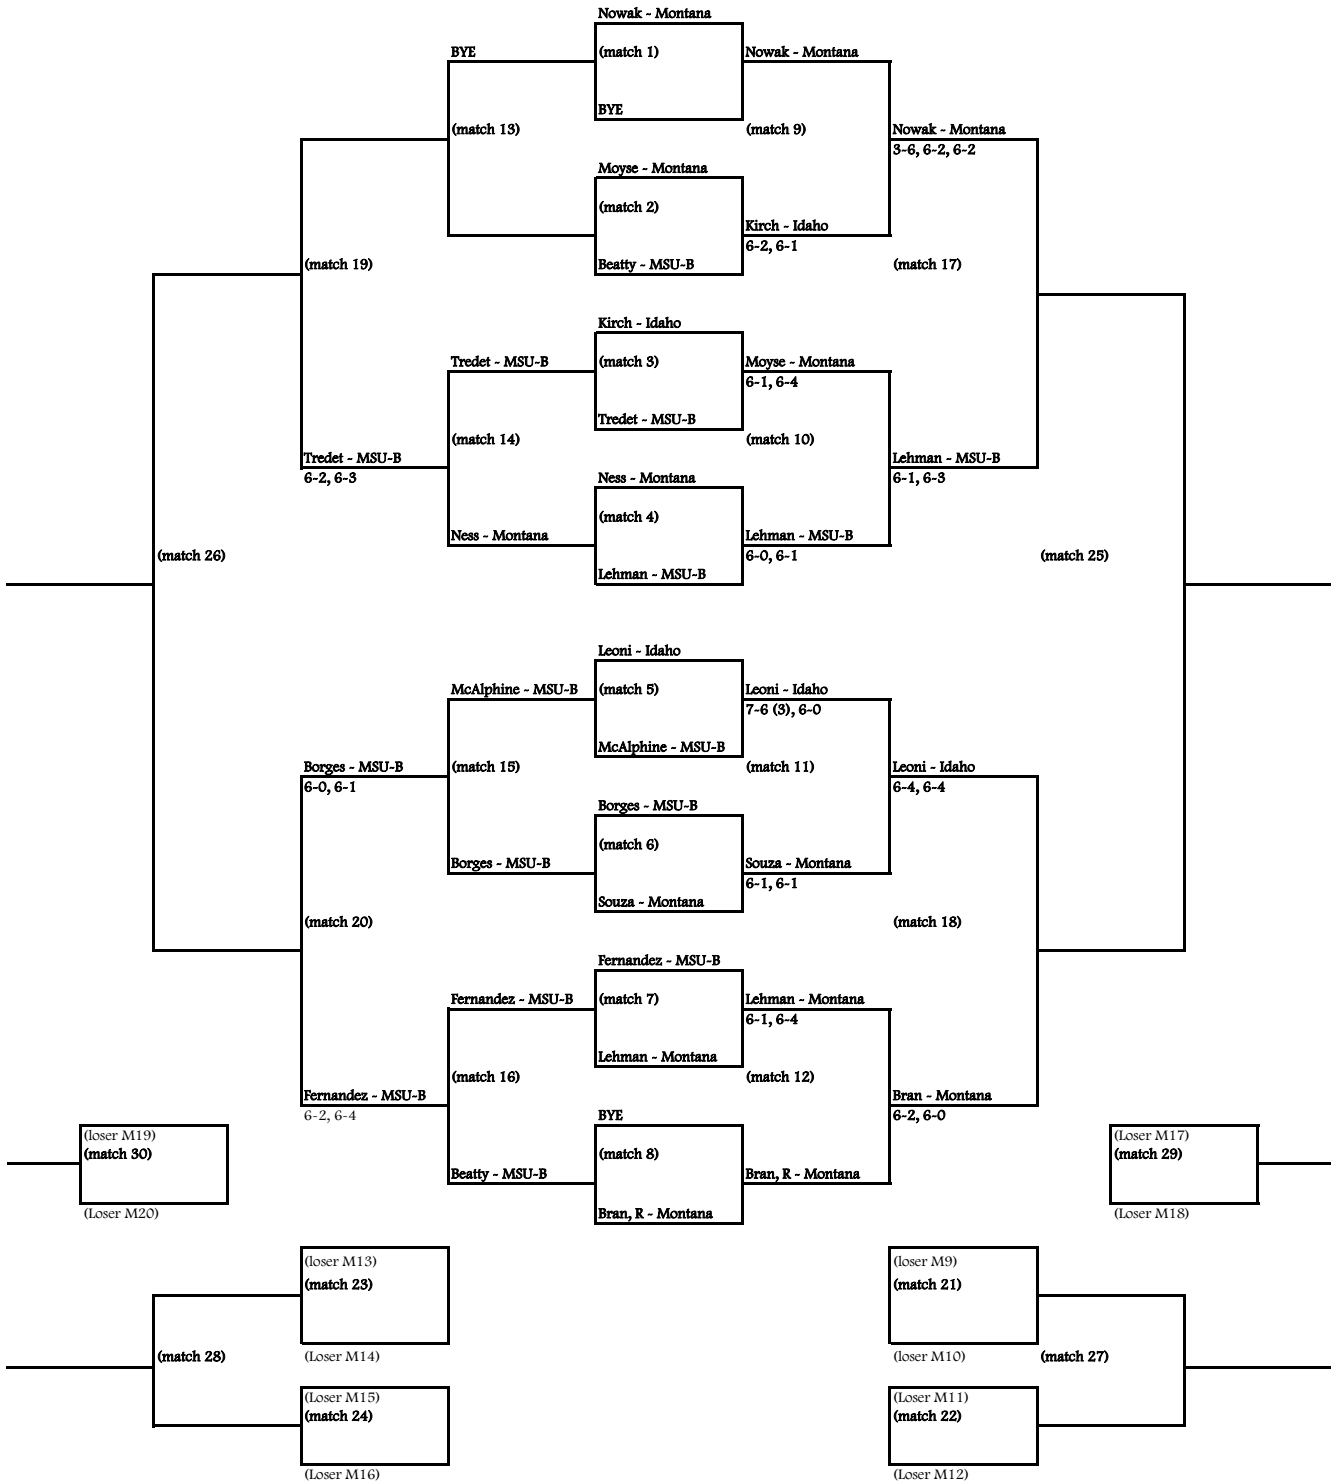 Nowak - Montana
BYE
(match 1)
Nowak - Montana
BYE
(match 13)
(match 9)
Nowak - Montana
3-6, 6-2, 6-2
Moyse - Montana
(match 2)
Kirch - Idaho
6-2, 6-1
(match 19)
Beatty - MSU-B
(match 17)
Kirch - Idaho
Tredet - MSU-B
(match 3)
Moyse - Montana
6-1, 6-4
Tredet - MSU-B
(match 14)
(match 10)
Tredet - MSU-B
6-2, 6-3
Lehman - MSU-B
6-1, 6-3
Ness - Montana
(match 4)
Ness - Montana
Lehman - MSU-B
6-0, 6-1
(match 26)
(match 25)
Lehman - MSU-B
Leoni - Idaho
McAlphine - MSU-B
(match 5)
Leoni - Idaho
7-6 (3), 6-0
McAlphine - MSU-B
Borges - MSU-B
6-0, 6-1
(match 15)
(match 11)
Leoni - Idaho
6-4, 6-4
Borges - MSU-B
(match 6)
Borges - MSU-B
Souza - Montana
6-1, 6-1
Souza - Montana
(match 20)
(match 18)
Fernandez - MSU-B
Fernandez - MSU-B
(match 7)
Lehman - Montana
6-1, 6-4
Lehman - Montana
(match 16)
(match 12)
Fernandez - MSU-B
6-2, 6-4
BYE
Bran - Montana
6-2, 6-0
(loser M19)
(match 30)
(Loser M20)
Beatty - MSU-B
(match 8)
Bran, R - Montana
Bran, R - Montana
(Loser M17)
(match 29)
(Loser M18)
(loser M13)
(match 23)
(Loser M14)
(loser M9)
(match 21)
(loser M10)
(match 28)
(match 27)
(Loser M15)
(match 24)
(Loser M16)
(Loser M11)
(match 22)
(Loser M12)